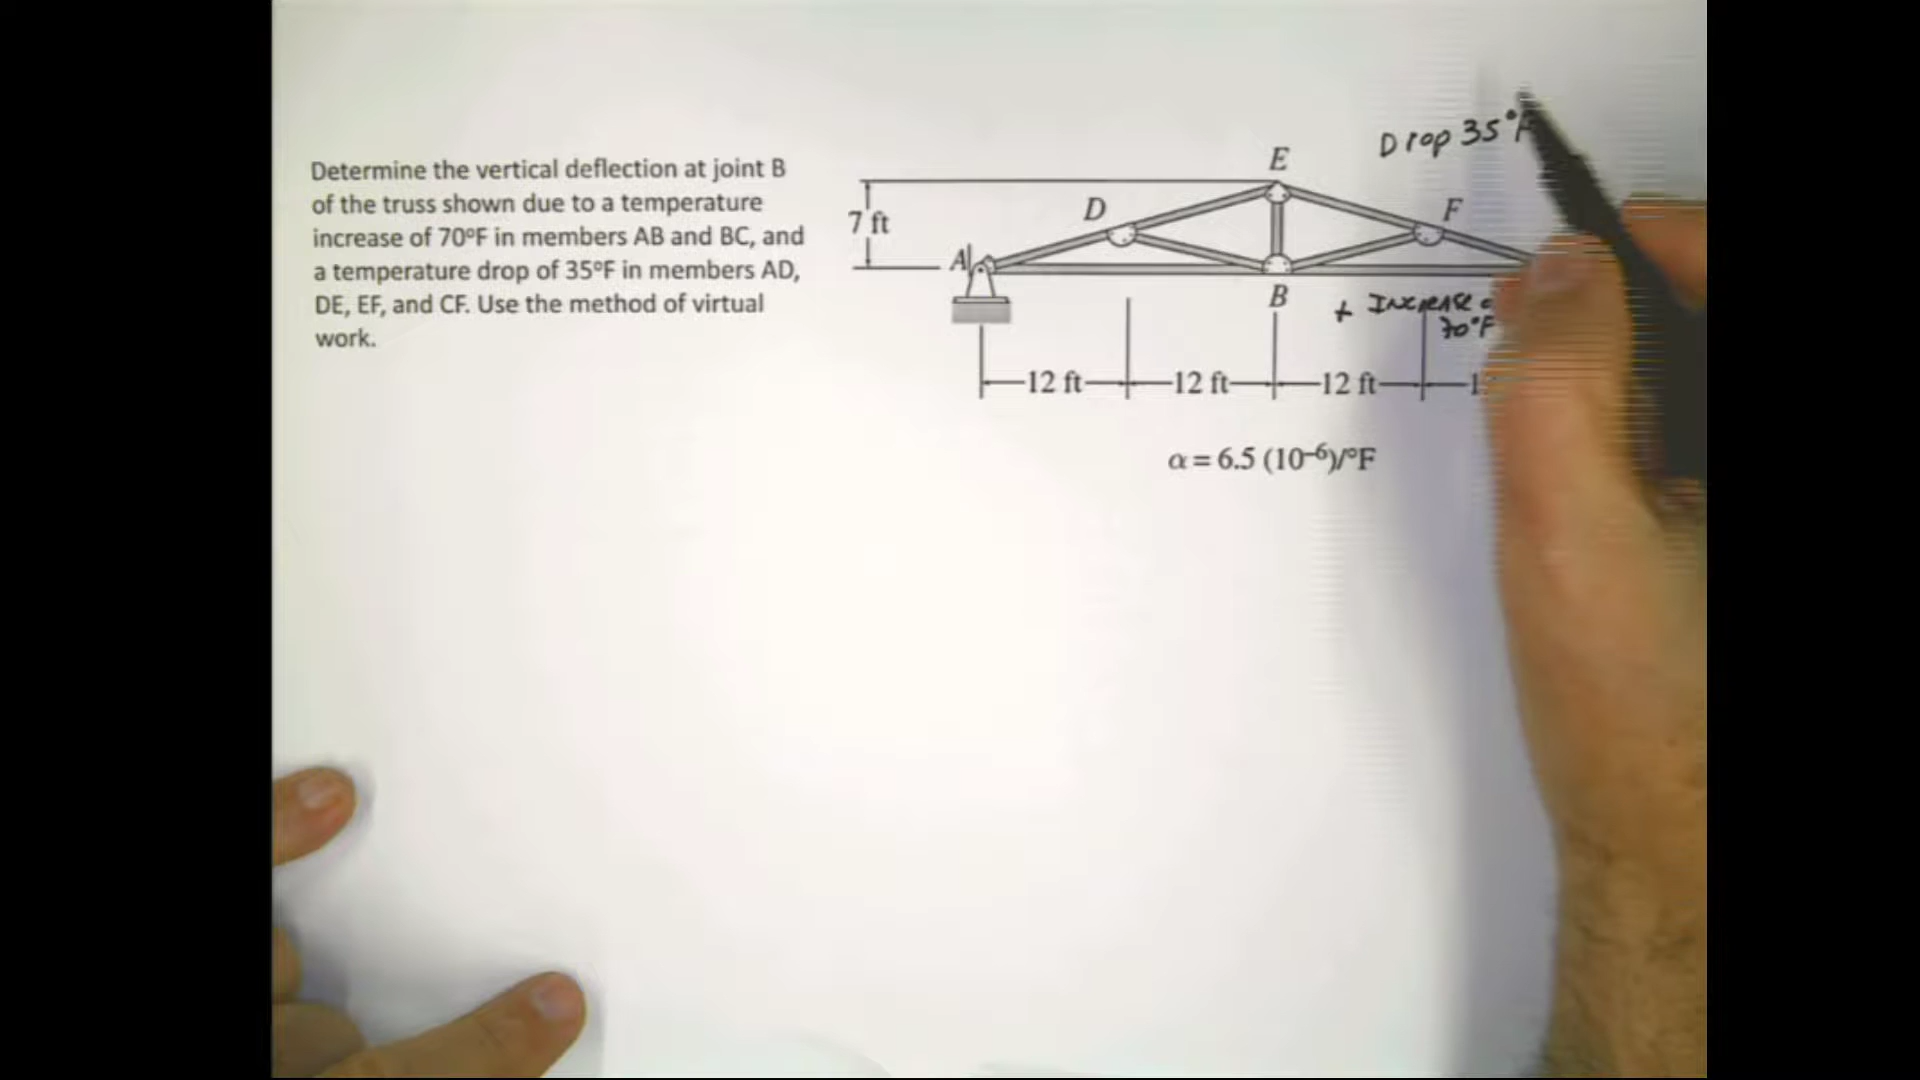 Determine the vertical deflection at joint B
of the truss shown due to a temperature
increase of 70°F in members AB and BC, and
a temperature drop of 35°F in members AD,
DE, EF, and CF. Use the method of virtual
work.
Drop 35°F
E
D
F
7 ft
A
B
+ INCREASE
70°F
12 ft
12 ft
12 ft
α = 6.5 (10⁻⁶)/°F